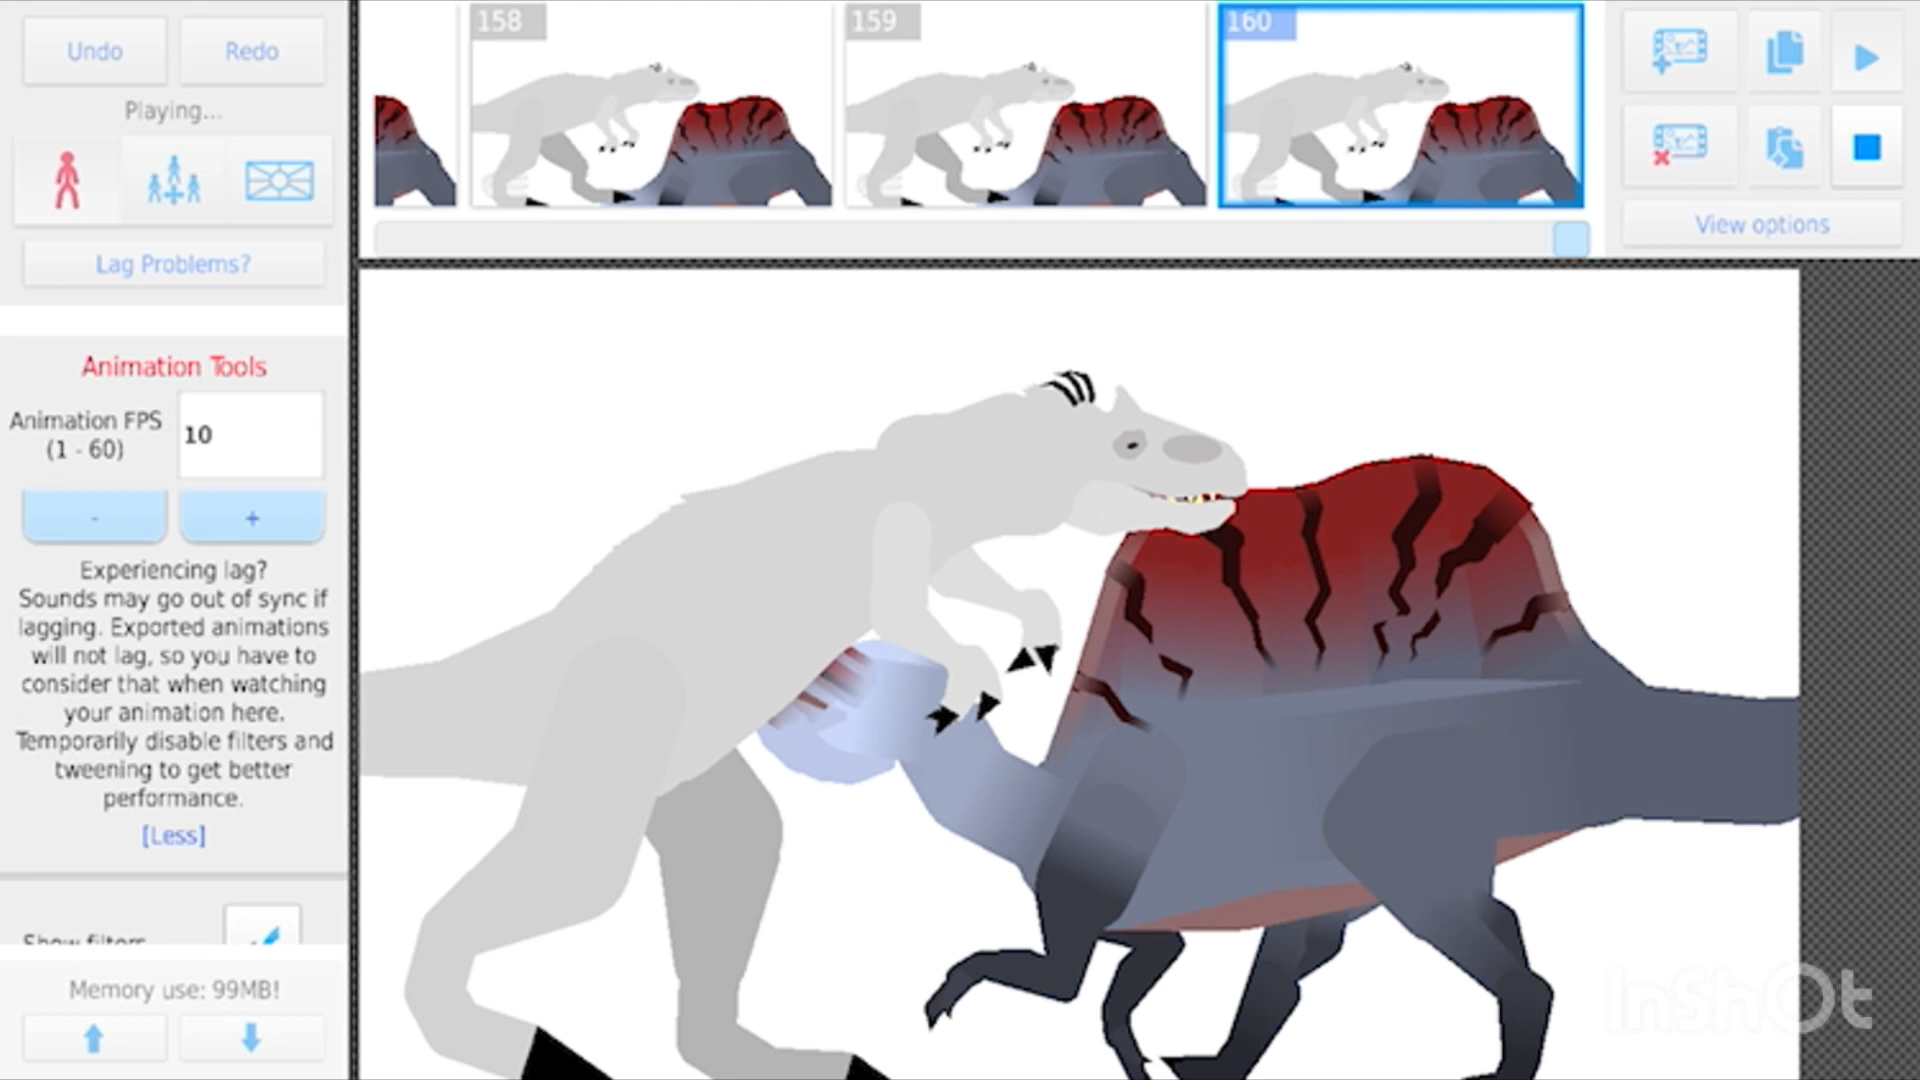 Undo
Redo
Playing...
Lag Problems?
Animation Tools
Animation FPS
(1 - 60)
10
-
+
Experiencing lag?
Sounds may go out of sync if
lagging. Exported animations
will not lag, so you have to
consider that when watching
your animation here.
Temporarily disable filters and
tweening to get better
performance.
[Less]
Show filters
Memory use: 99MB!
158
159
160
View options
InShOt